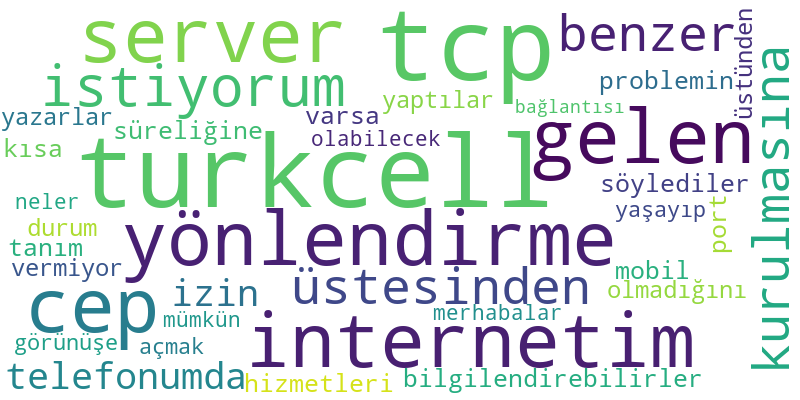 server
tcp
benzer
istiyorum
problemin
üstünden
yazarlar
süreliğine
varsa
yaptılar
bağlantısı
olabilecek
kısa
turkcell
gelen
kurulmasına
söylediler
neler
yaşayıp
durum
yönlendirme
port
tanım
vermiyor
cep
izin
üstesinden
mobil
olmadığını
mümkün
merhabalar
görünüşe
açmak
internetim
telefonumda
hizmetleri
bilgilendirebilirler